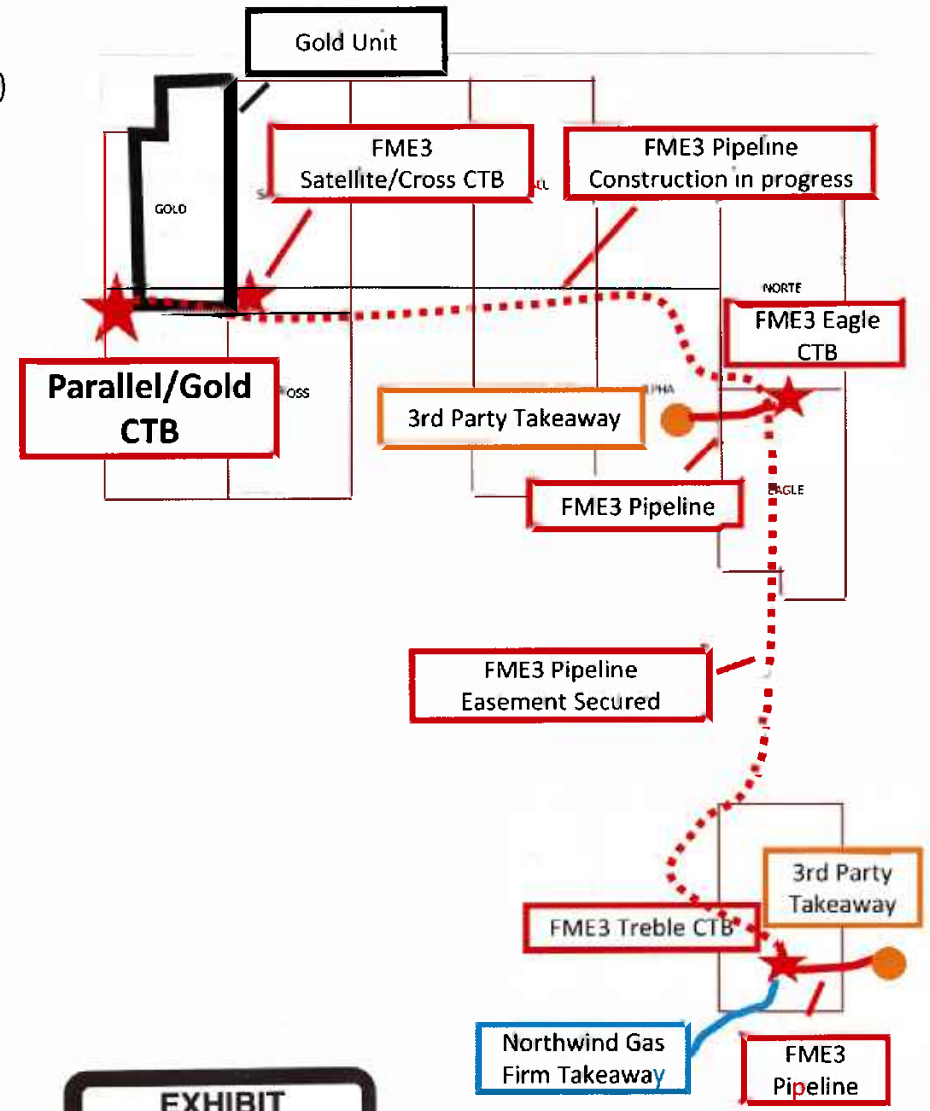 )
Gold Unit
FME3
Satellite/Cross CTB
FME3 Pipeline
Construction in progress
GOLD
NORTE
FME3 Eagle
CTB
Parallel/Gold
CTB
OSS
3rd Party Takeaway
PHA
FME3 Pipeline
EAGLE
FME3 Pipeline
Easement Secured
3rd Party
Takeaway
FME3 Treble CTB
Northwind Gas
Firm Takeaway
FME3
Pipeline
EXHIBIT